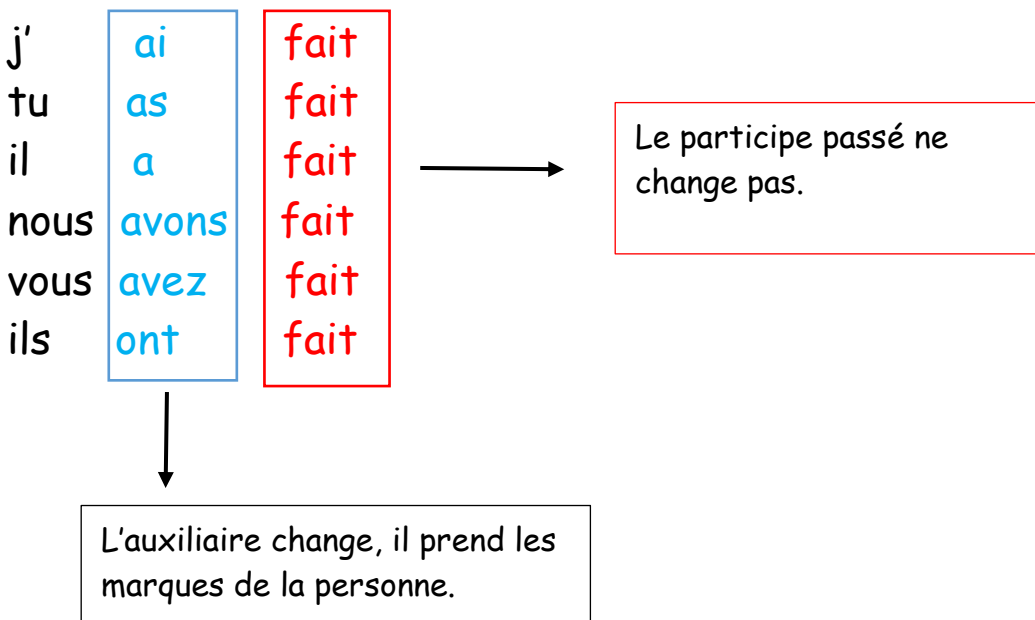 j' ai fait
tu as fait
il a fait
nous avons fait
vous avez fait
ils ont fait
Le participe passé ne
change pas.
L'auxiliaire change, il prend les
marques de la personne.